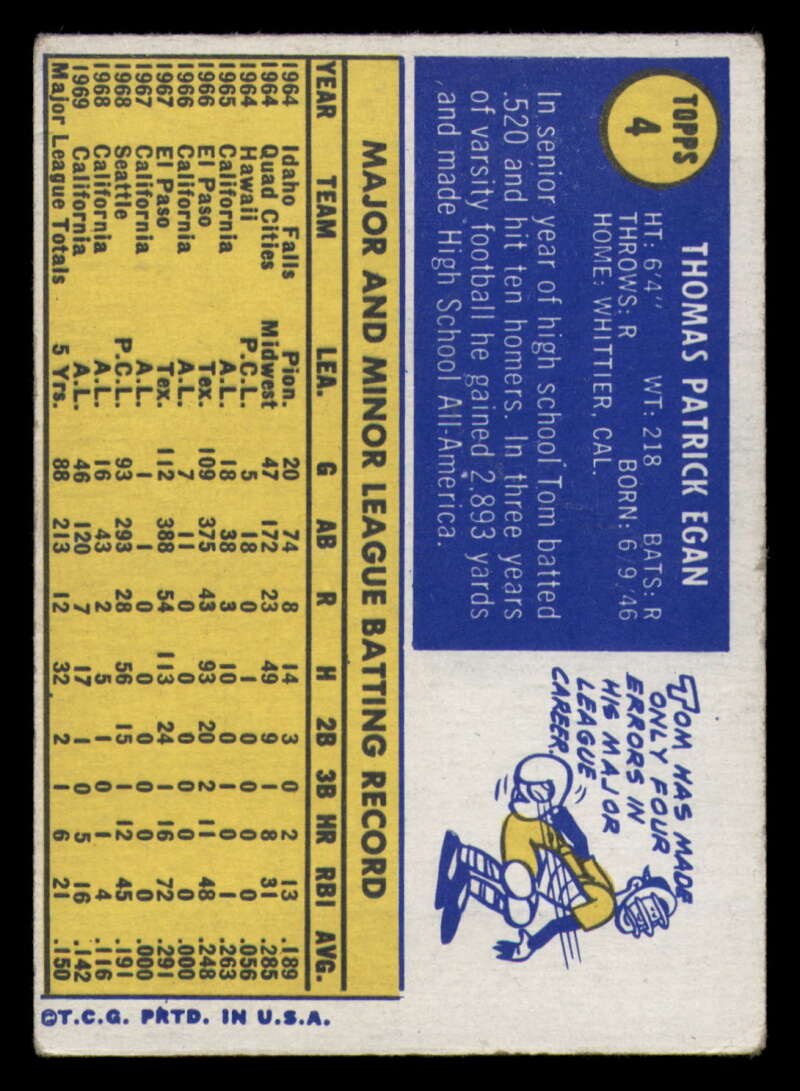 TOPPS
4
THOMAS PATRICK EGAN
HT: 6'4" WT: 218 BATS: R
THROWS: R BORN: 6/9/46
HOME: WHITTIER, CAL.
In senior year of high school Tom batted
.520 and hit ten homers. In three years
of varsity football he gained 2,893 yards
and made High School All-America.
TOM HAS MADE
ONLY FOUR
ERRORS IN
HIS MAJOR
LEAGUE
CAREER.
MAJOR AND MINOR LEAGUE BATTING RECORD
YEAR TEAM LEA. G AB R H 2B 3B HR RBI AVG.
1964 Idaho Falls Pion. 20 74 8 14 3 0 2 13 .189
1964 Quad Cities Midwest 47 172 23 49 9 1 8 31 .285
1964 Hawaii P.C.L. 5 18 0 1 0 0 0 0 .056
1965 California A.L. 18 38 3 10 0 1 0 1 .263
1966 El Paso Tex. 109 375 43 93 20 2 11 48 .248
1966 California A.L. 7 11 0 0 0 0 0 0 .000
1967 El Paso Tex. 112 388 54 113 24 1 16 72 .291
1967 California A.L. 1 1 0 0 0 0 0 0 .000
1968 Seattle P.C.L. 93 293 28 56 15 1 12 45 .191
1968 California A.L. 16 43 2 5 1 0 1 4 .116
1969 California A.L. 46 120 7 17 1 0 5 16 .142
Major League Totals 5 Yrs. 88 213 12 32 2 1 6 21 .150
©T.C.G. PRTD. IN U.S.A.